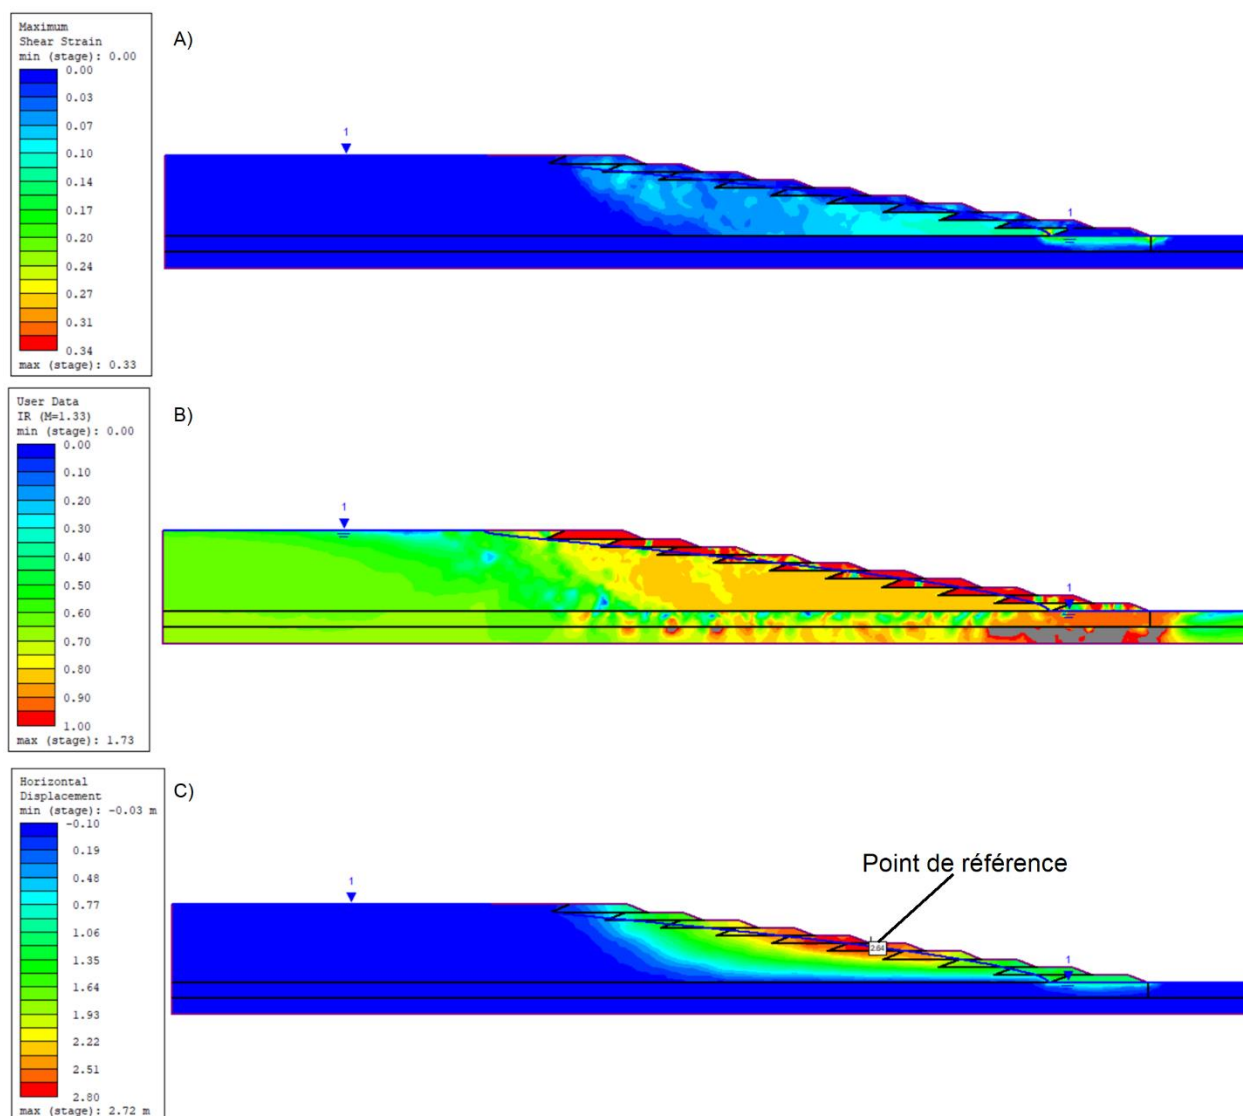 Maximum
Shear Strain
min (stage): 0.00
0.00
0.03
0.07
0.10
0.14
0.17
0.20
0.24
0.27
0.31
0.34
max (stage): 0.33
A)
1
1
User Data
IR (M=1.33)
min (stage): 0.00
0.00
0.10
0.20
0.30
0.40
0.50
0.60
0.70
0.80
0.90
1.00
max (stage): 1.73
B)
1
1
Horizontal
Displacement
min (stage): -0.03 m
-0.10
0.19
0.48
0.77
1.06
1.35
1.64
1.93
2.22
2.51
2.80
max (stage): 2.72 m
C)
1
Point de référence
2.64
1